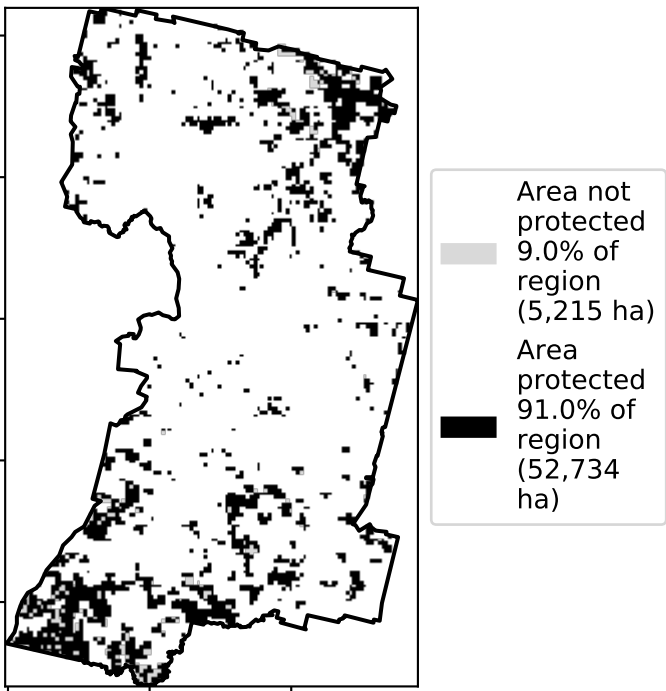 Area not
protected
9.0% of
region
(5,215 ha)
Area
protected
91.0% of
region
(52,734
ha)